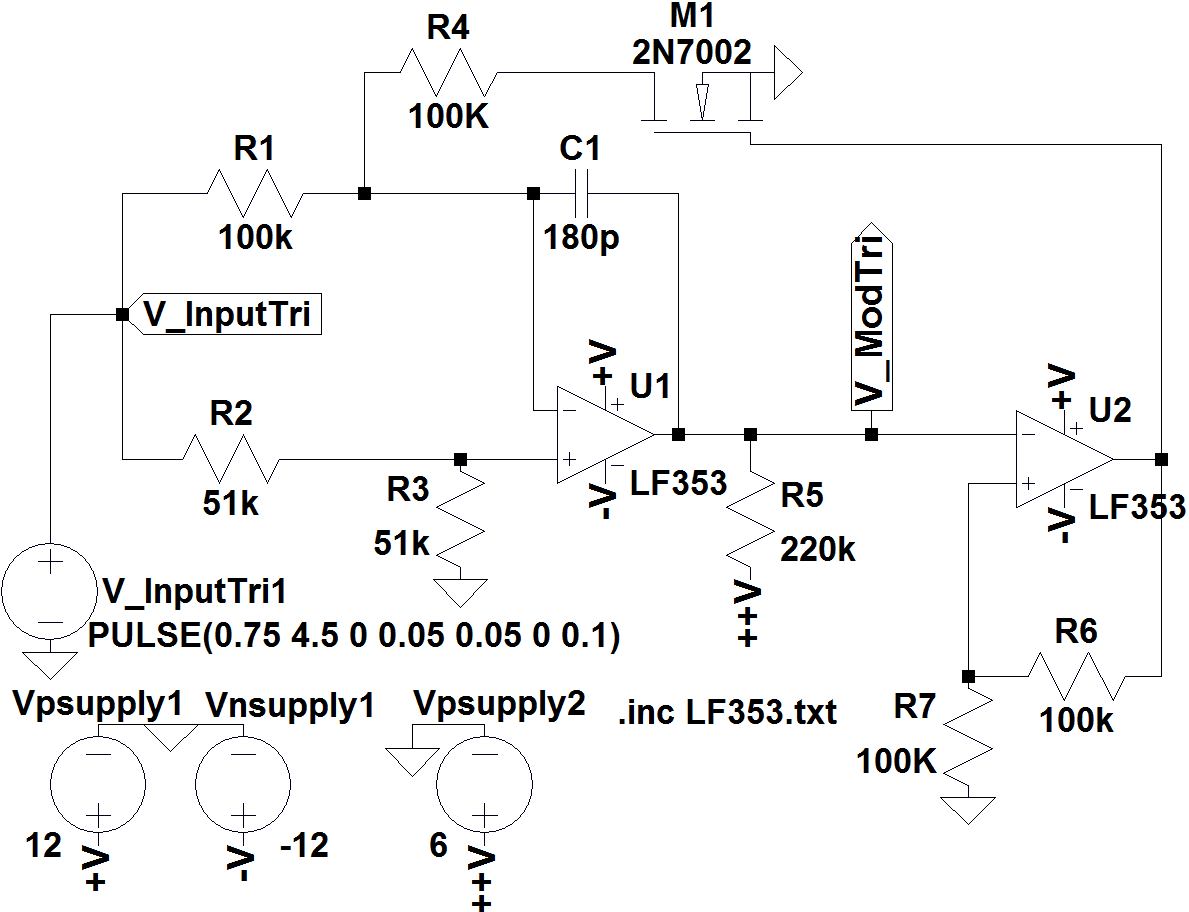 M1
R4
2N7002
100K
R1
C1
100k
180p
V_InputTri
V_ModTri
+V
U1
+V
U2
R2
51k
R3
51k
-V
LF353
R5
220k
-V
LF353
++V
V_InputTri1
PULSE(0.75 4.5 0 0.05 0.05 0 0.1)
R6
100k
Vpsupply1
Vnsupply1
Vpsupply2
.inc LF353.txt
R7
100K
12
+V
-V
-12
6
++V